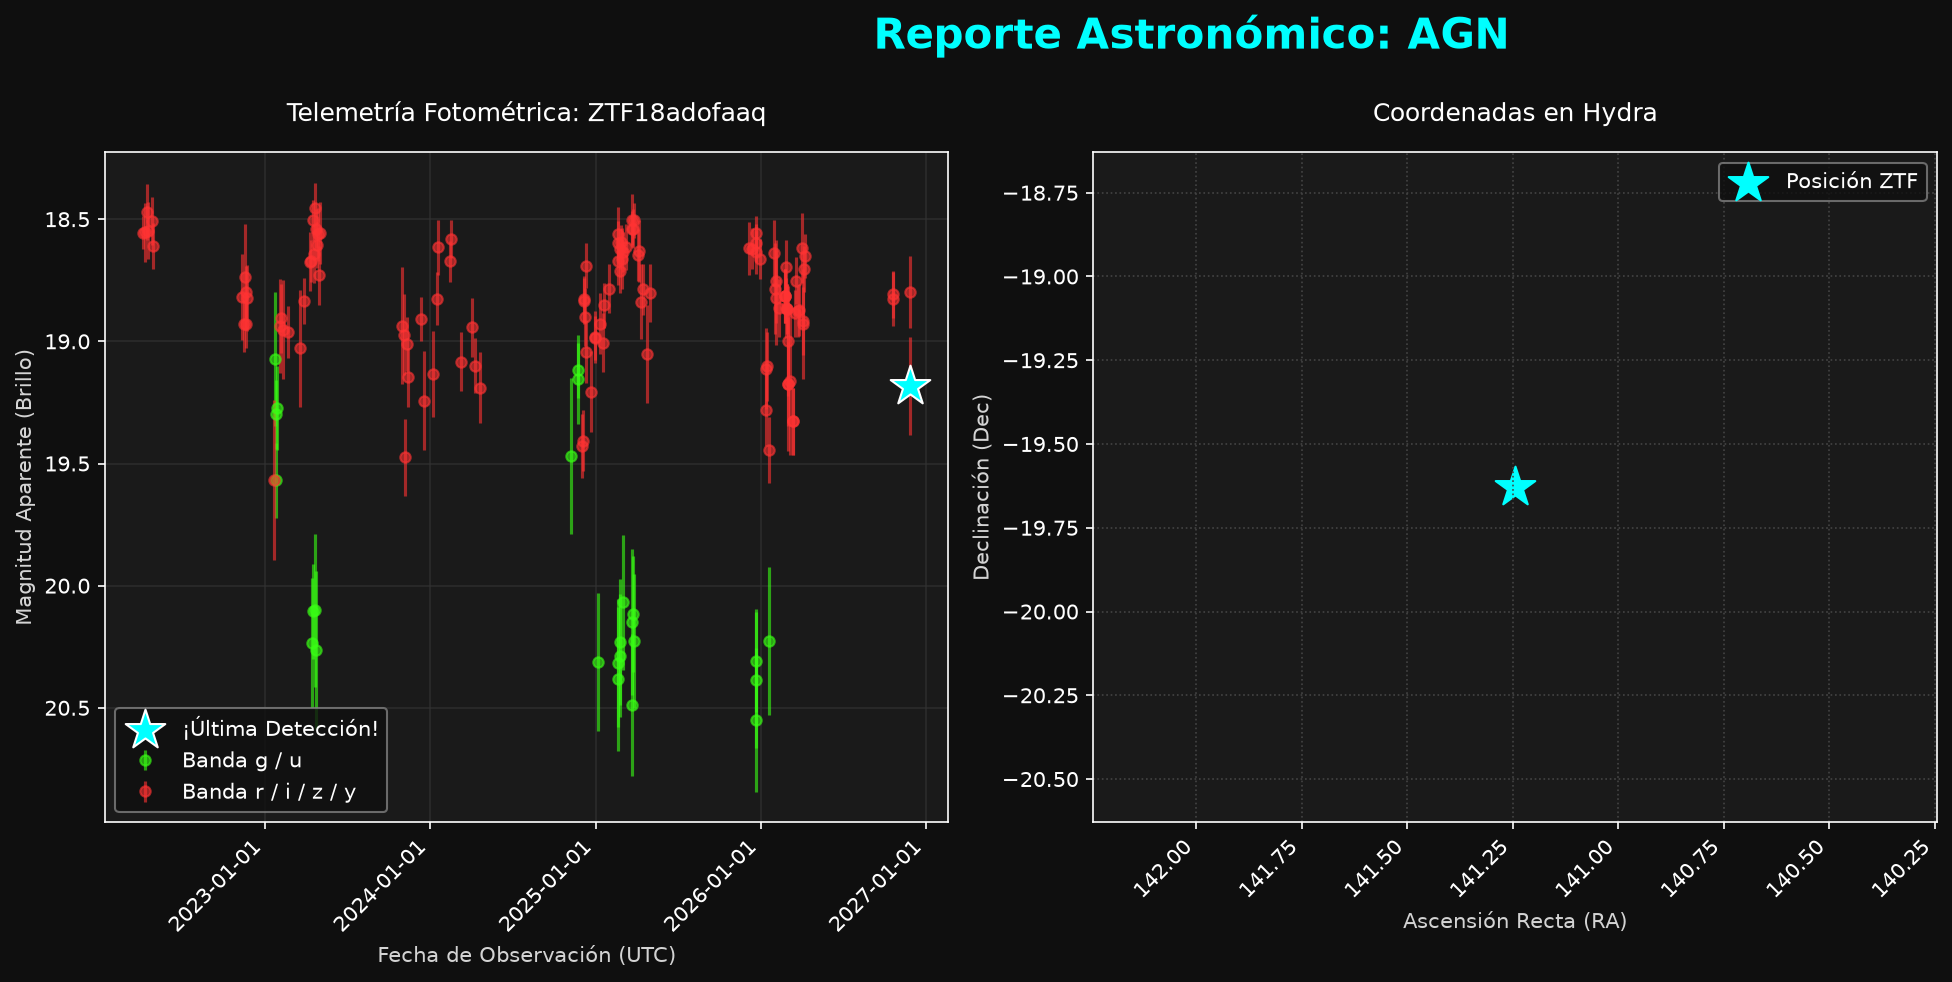 Reporte Astronómico: AGN
Telemetría Fotométrica: ZTF18adofaaq
Magnitud Aparente (Brillo)
18.5
19.0
19.5
20.0
20.5
¡Última Detección!
Banda g / u
Banda r / i / z / y
2023-01-01
2024-01-01
2025-01-01
2026-01-01
2027-01-01
Fecha de Observación (UTC)
Coordenadas en Hydra
Posición ZTF
Declinación (Dec)
−18.75
−19.00
−19.25
−19.50
−19.75
−20.00
−20.25
−20.50
142.00
141.75
141.50
141.25
141.00
140.75
140.50
140.25
Ascensión Recta (RA)